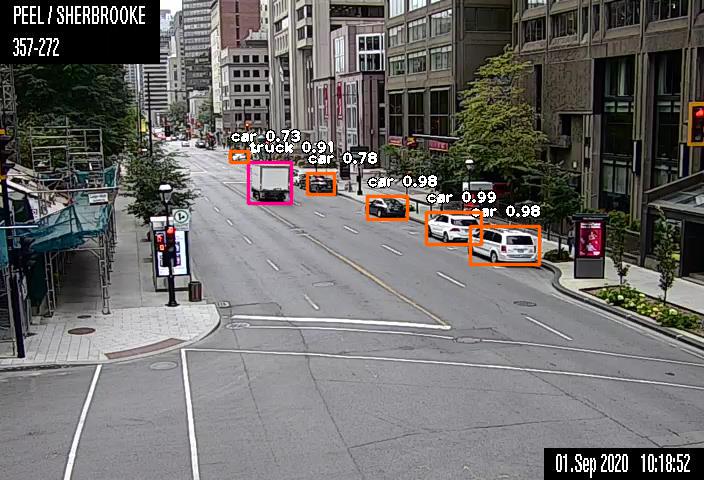 PEEL / SHERBROOKE
357-272
car 0.73
truck 0.91
car 0.78
car 0.98
car 0.99
car 0.98
01.Sep 2020 10:18:52